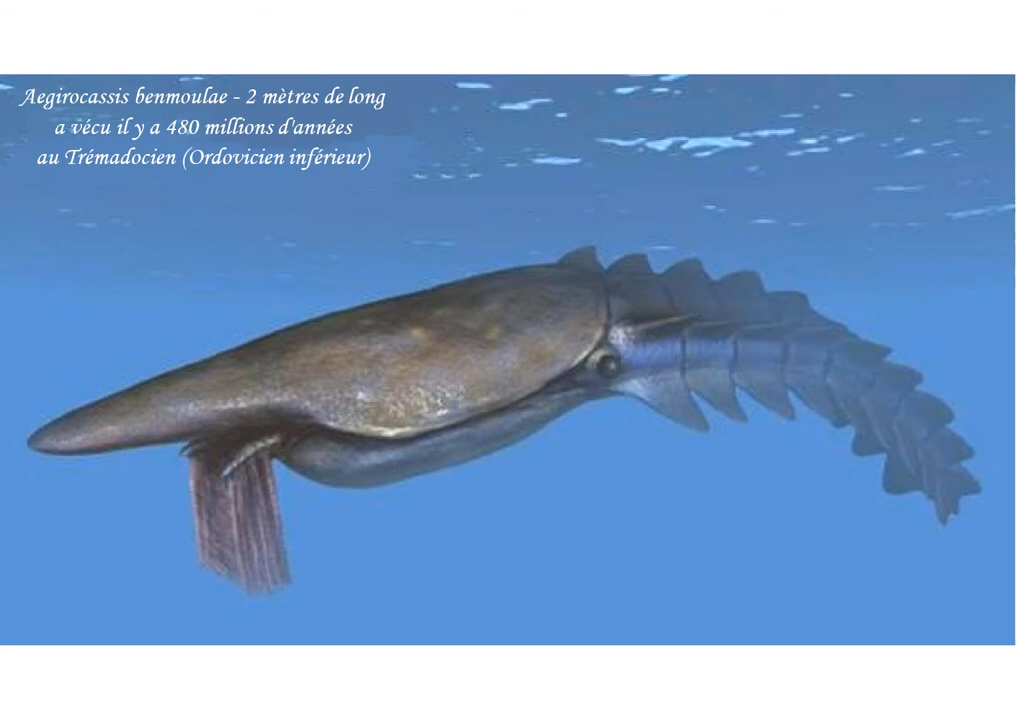 Aegirocassis benmoulae - 2 mètres de long
a vécu il y a 480 millions d'années
au Trémadocien (Ordovicien inférieur)